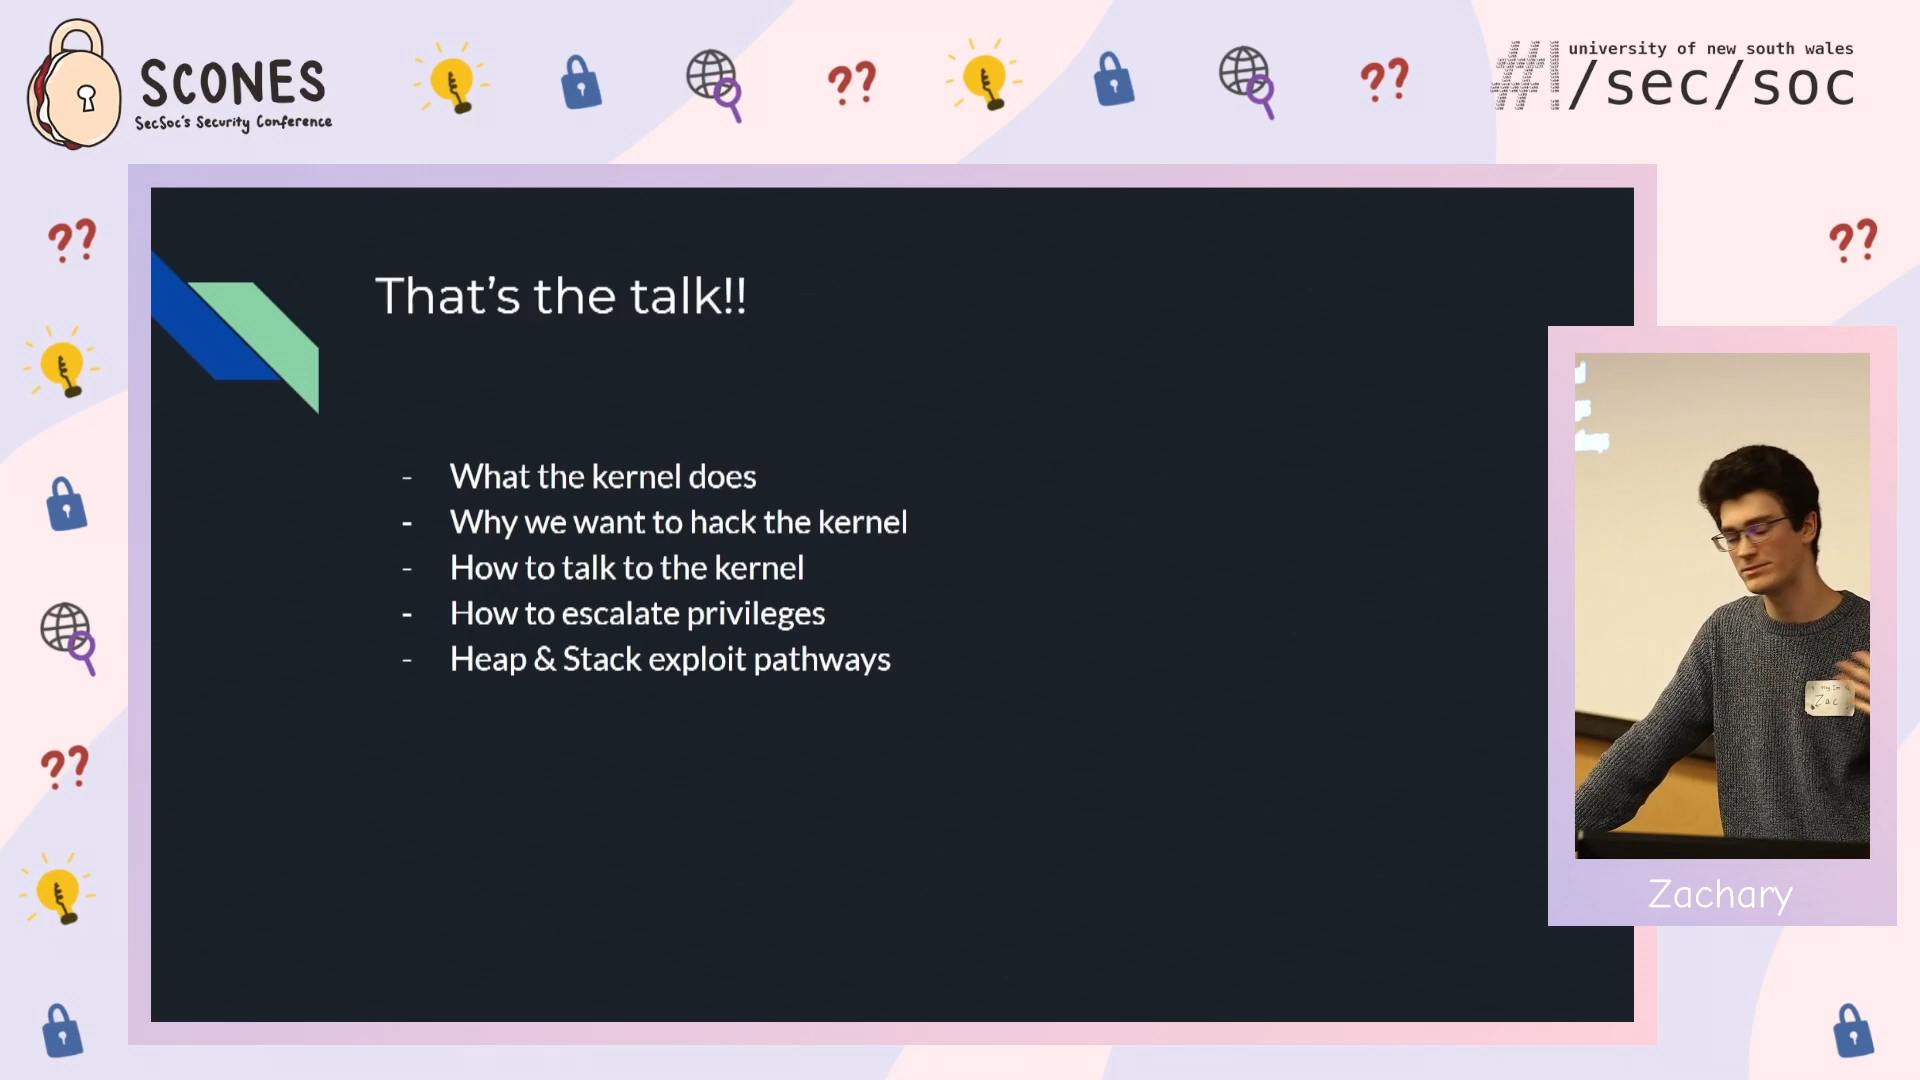 SCONES
SecSoc's Security Conference
university of new south wales
/sec/soc
??
??
??
??
That's the talk!!
- What the kernel does
- Why we want to hack the kernel
- How to talk to the kernel
- How to escalate privileges
- Heap & Stack exploit pathways
??
Zac
Zachary